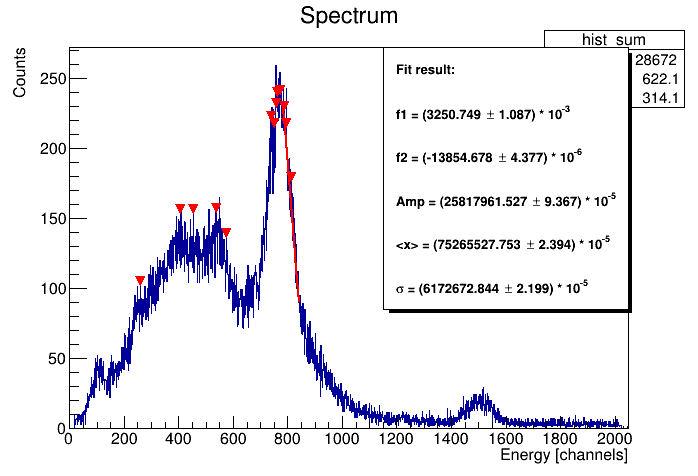 Spectrum
hist_sum
28672
622.1
314.1
Fit result:
f1 = (3250.749 ± 1.087) * 10^-3
f2 = (-13854.678 ± 4.377) * 10^-6
Amp = (25817961.527 ± 9.367) * 10^-5
<x> = (75265527.753 ± 2.394) * 10^-5
σ = (6172672.844 ± 2.199) * 10^-5
Counts
250
200
150
100
50
0
0 200 400 600 800 1000 1200 1400 1600 1800 2000
Energy [channels]